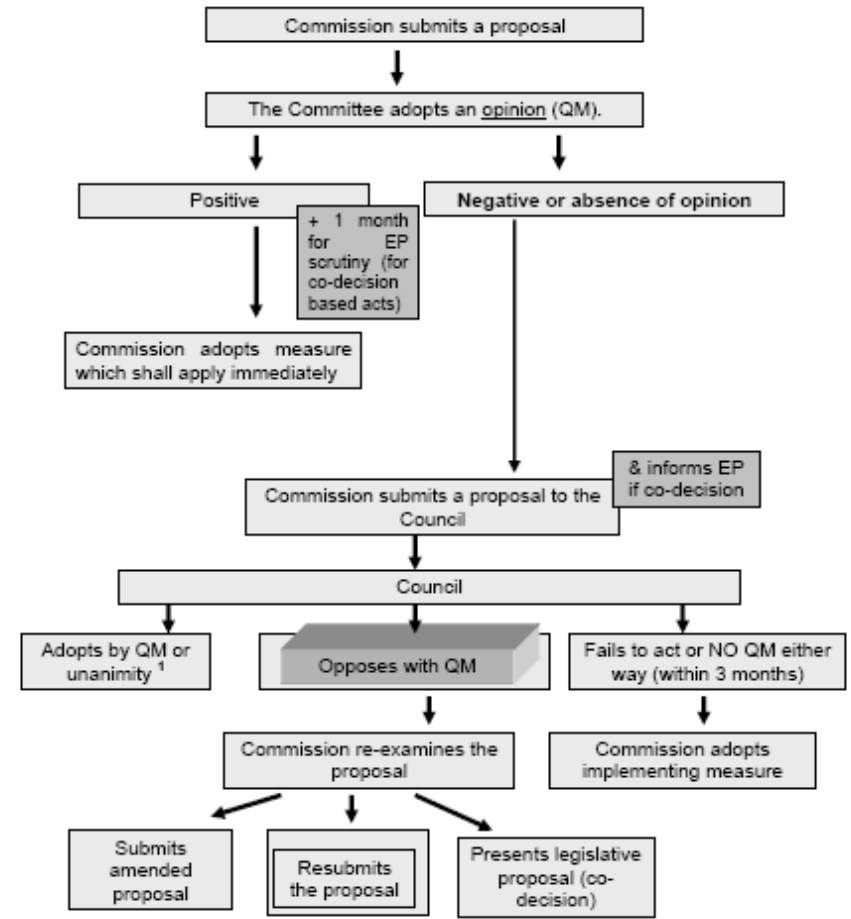 Commission submits a proposal
The Committee adopts an opinion (QM).
Positive
Negative or absence of opinion
+ 1 month
for EP
scrutiny (for
co-decision
based acts)
Commission adopts measure
which shall apply immediately
& informs EP
if co-decision
Commission submits a proposal to the
Council
Council
Adopts by QM or
unanimity 1
Opposes with QM
Fails to act or NO QM either
way (within 3 months)
Commission re-examines the
proposal
Commission adopts
implementing measure
Submits
amended
proposal
Resubmits
the proposal
Presents legislative
proposal (co-
decision)